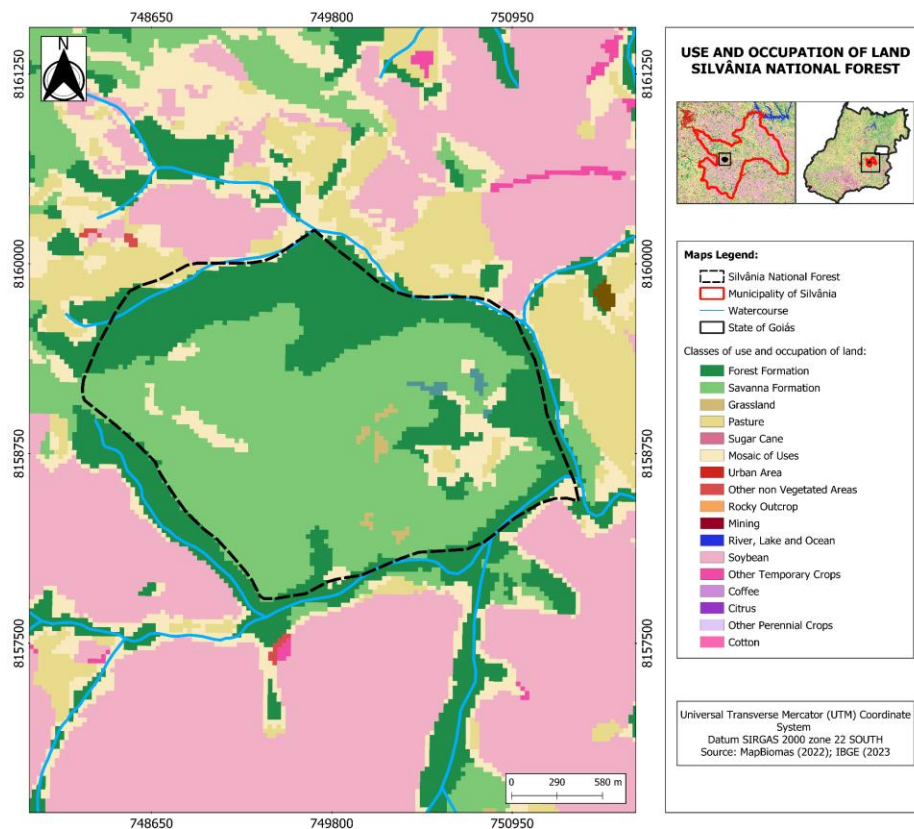 748650 749800 750950
8161250 8161250
N
8160000 8160000
8158750 8158750
8157500 8157500
0 290 580 m
748650 749800 750950
USE AND OCCUPATION OF LAND
SILVÂNIA NATIONAL FOREST
Maps Legend:
Silvânia National Forest
Municipality of Silvânia
Watercourse
State of Goiás
Classes of use and occupation of land:
Forest Formation
Savanna Formation
Grassland
Pasture
Sugar Cane
Mosaic of Uses
Urban Area
Other non Vegetated Areas
Rocky Outcrop
Mining
River, Lake and Ocean
Soybean
Other Temporary Crops
Coffee
Citrus
Other Perennial Crops
Cotton
Universal Transverse Mercator (UTM) Coordinate
System
Datum SIRGAS 2000 zone 22 SOUTH
Source: MapBiomas (2022); IBGE (2023